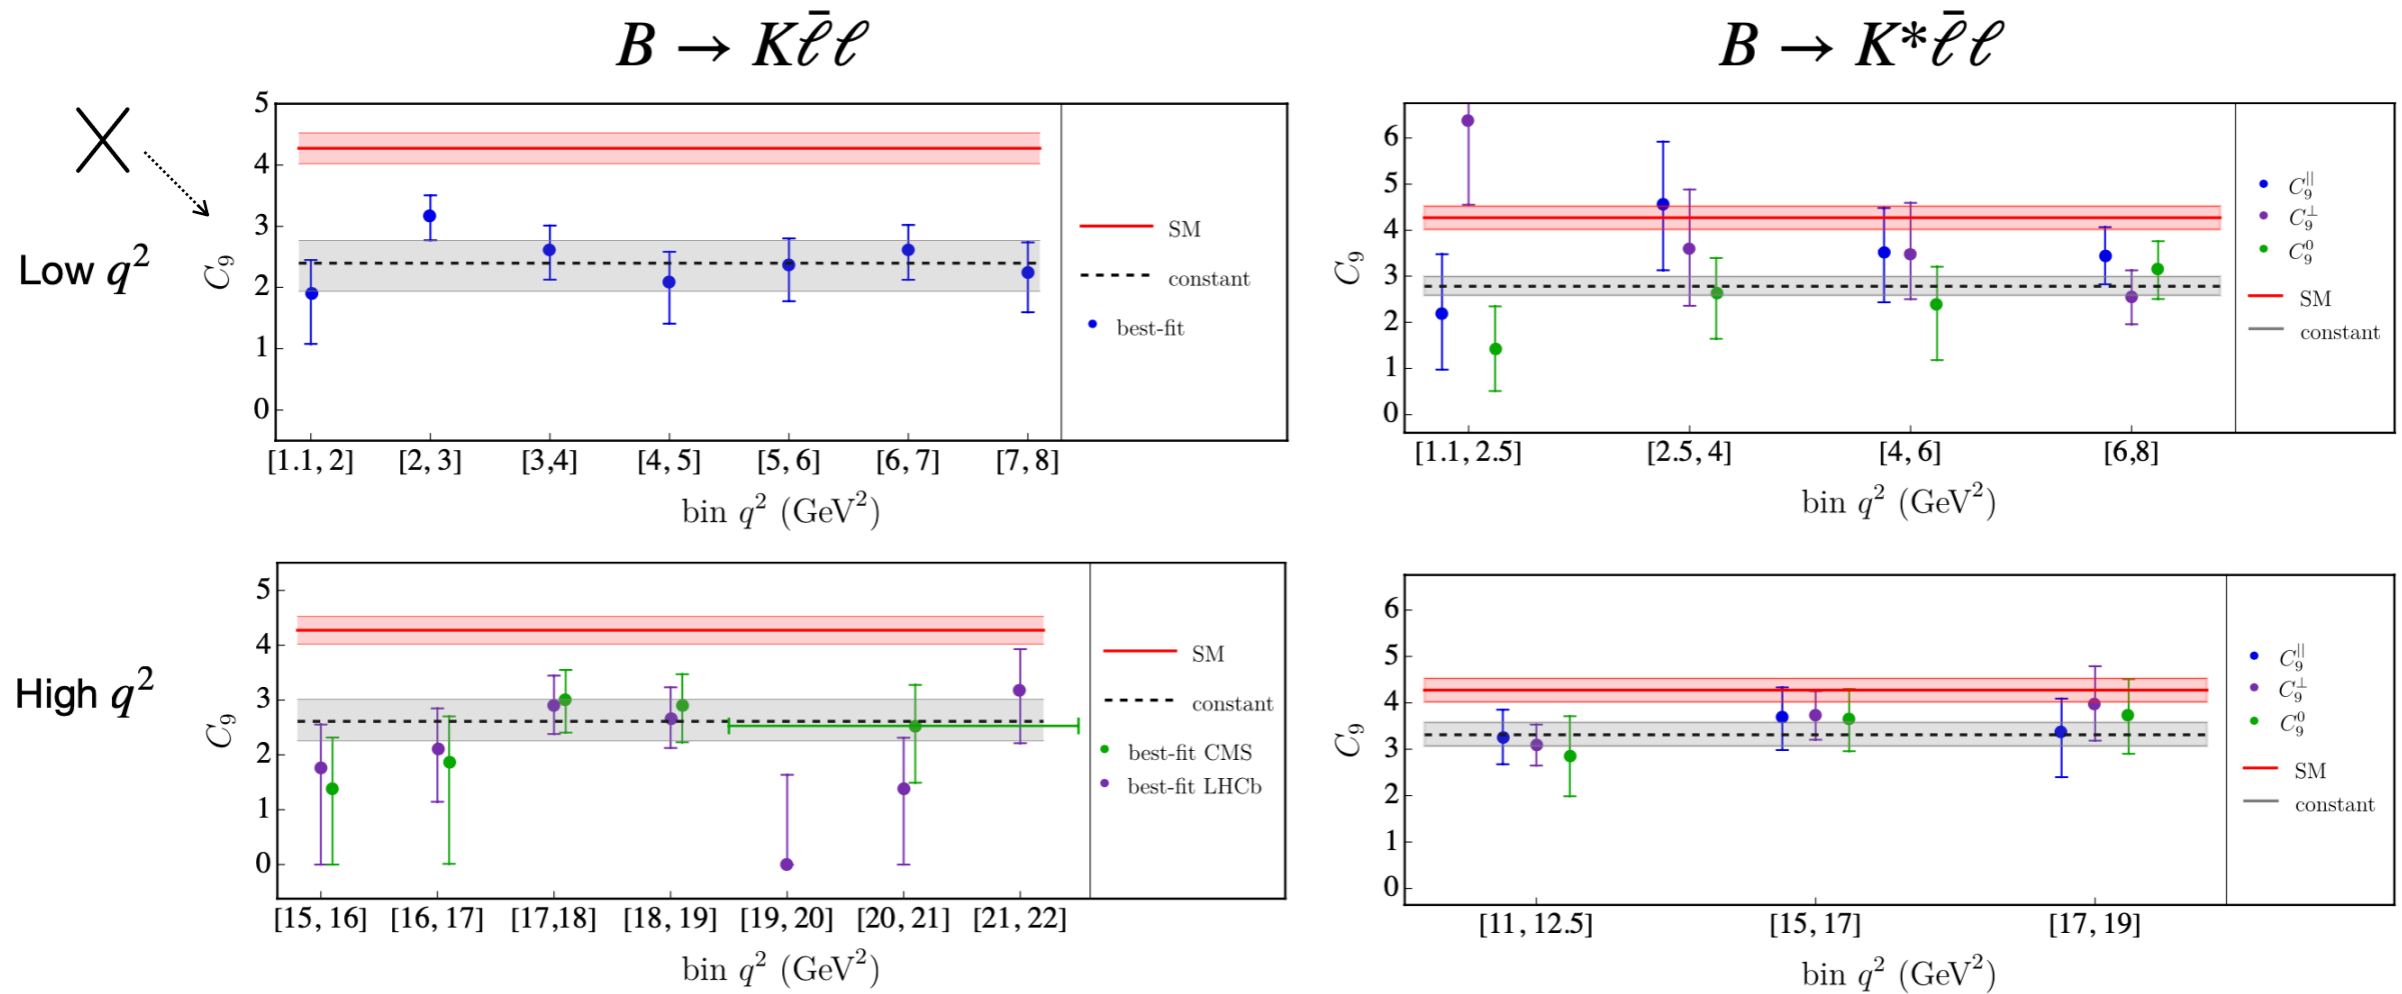 B → Kℓ̄ℓ
B → K*ℓ̄ℓ
Low q²
C₉
5
4
3
2
1
0
[1.1, 2] [2, 3] [3,4] [4, 5] [5, 6] [6, 7] [7, 8]
bin q² (GeV²)
SM
constant
best-fit
C₉
6
5
4
3
2
1
0
[1.1, 2.5] [2.5, 4] [4, 6] [6,8]
bin q² (GeV²)
C₉^||
C₉^⊥
C₉^0
SM
constant
High q²
C₉
5
4
3
2
1
0
[15, 16] [16, 17] [17,18] [18, 19] [19, 20] [20, 21] [21, 22]
bin q² (GeV²)
SM
constant
best-fit CMS
best-fit LHCb
C₉
6
5
4
3
2
1
0
[11, 12.5] [15, 17] [17, 19]
bin q² (GeV²)
C₉^||
C₉^⊥
C₉^0
SM
constant